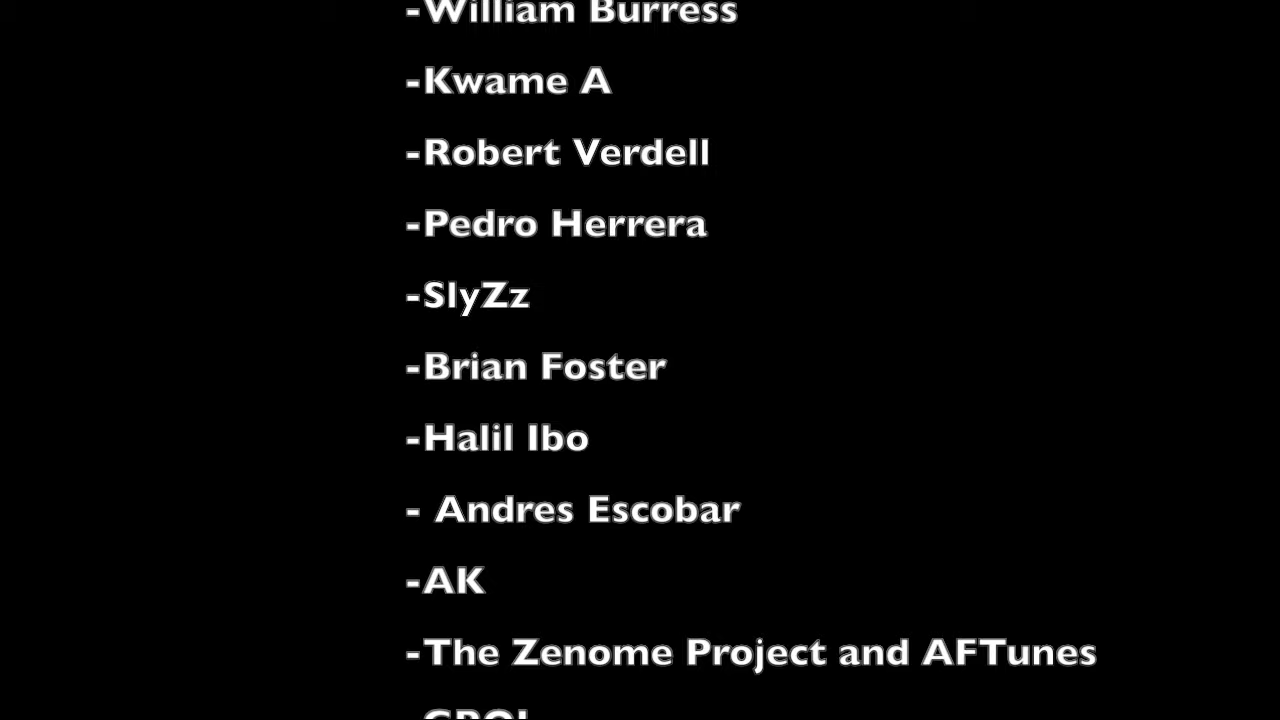 -William Burress
-Kwame A
-Robert Verdell
-Pedro Herrera
-SlyZz
-Brian Foster
-Halil Ibo
- Andres Escobar
-AK
-The Zenome Project and AFTunes